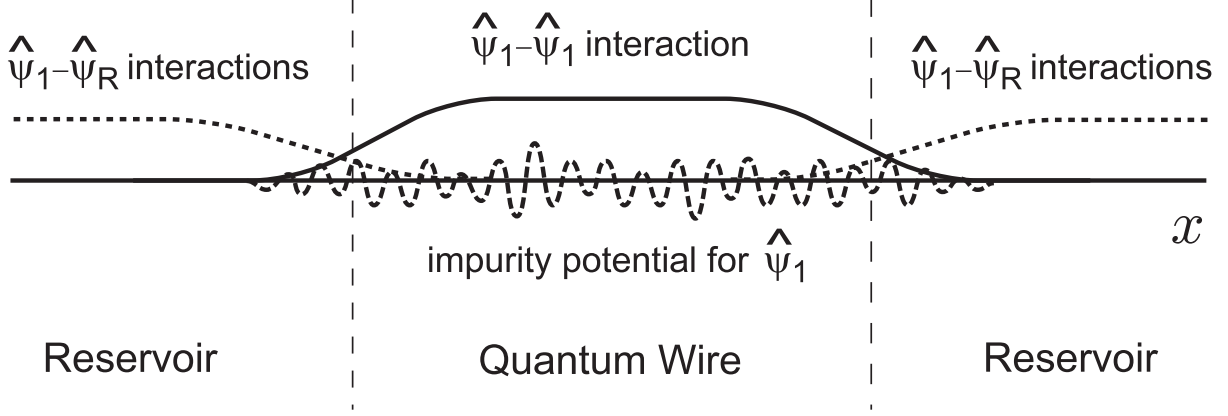 ψ̂₁–ψ̂₁ interaction
ψ̂₁–ψ̂R interactions
ψ̂₁–ψ̂R interactions
x
impurity potential for ψ̂₁
Reservoir
Quantum Wire
Reservoir